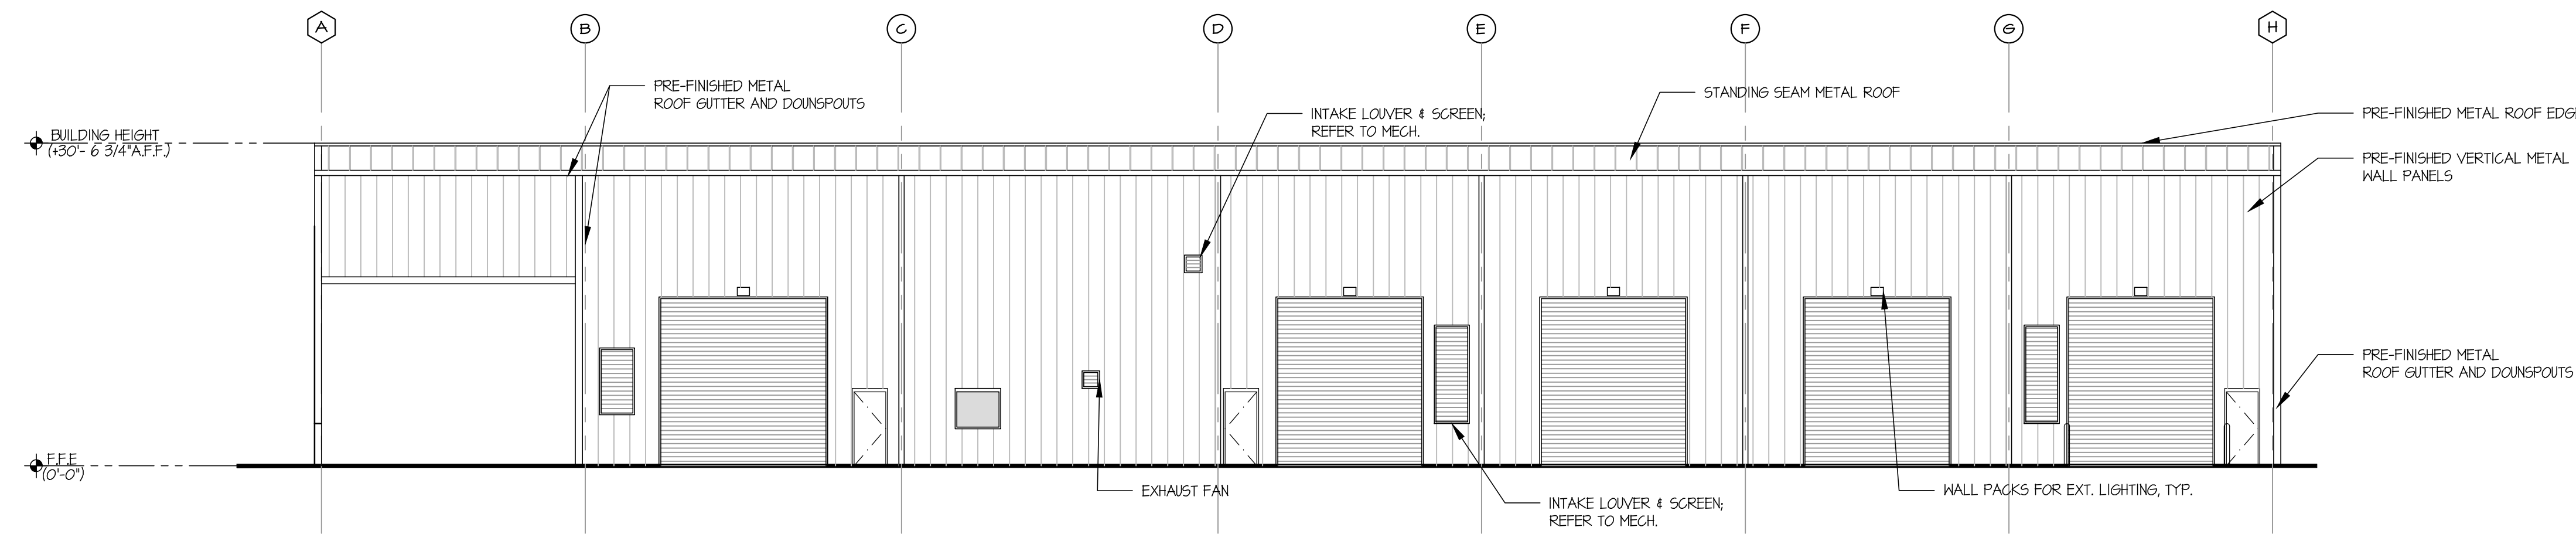 A B C D E F G H
PRE-FINISHED METAL
ROOF GUTTER AND DOUNSPOUTS
INTAKE LOUVER & SCREEN;
REFER TO MECH.
STANDING SEAM METAL ROOF
PRE-FINISHED METAL ROOF EDG
BUILDING HEIGHT
(+30'- 6 3/4"A.F.F.)
PRE-FINISHED VERTICAL METAL
WALL PANELS
PRE-FINISHED METAL
ROOF GUTTER AND DOUNSPOUTS
F.F.E
(0'-0")
EXHAUST FAN
INTAKE LOUVER & SCREEN;
REFER TO MECH.
WALL PACKS FOR EXT. LIGHTING, TYP.